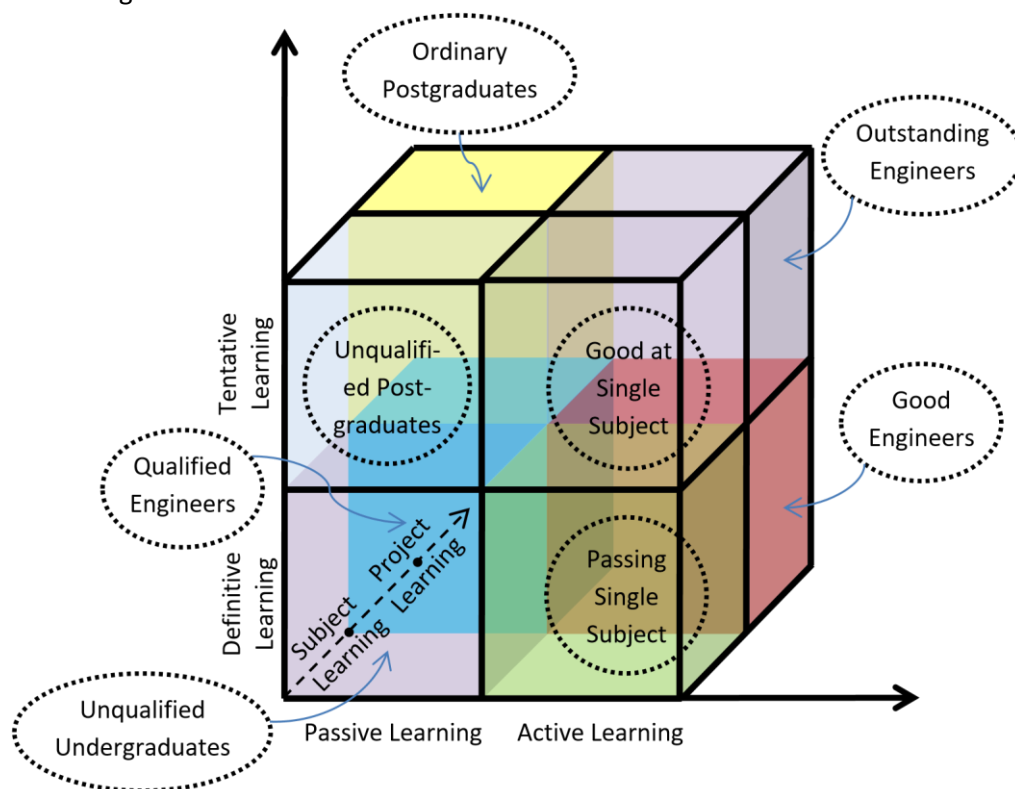 Ordinary
Postgraduates
Outstanding
Engineers
Tentative
Learning
Unqualifi-
ed Post-
graduates
Good at
Single
Subject
Good
Engineers
Qualified
Engineers
Definitive
Learning
Subject
Learning
Project
Learning
Passing
Single
Subject
Unqualified
Undergraduates
Passive Learning
Active Learning